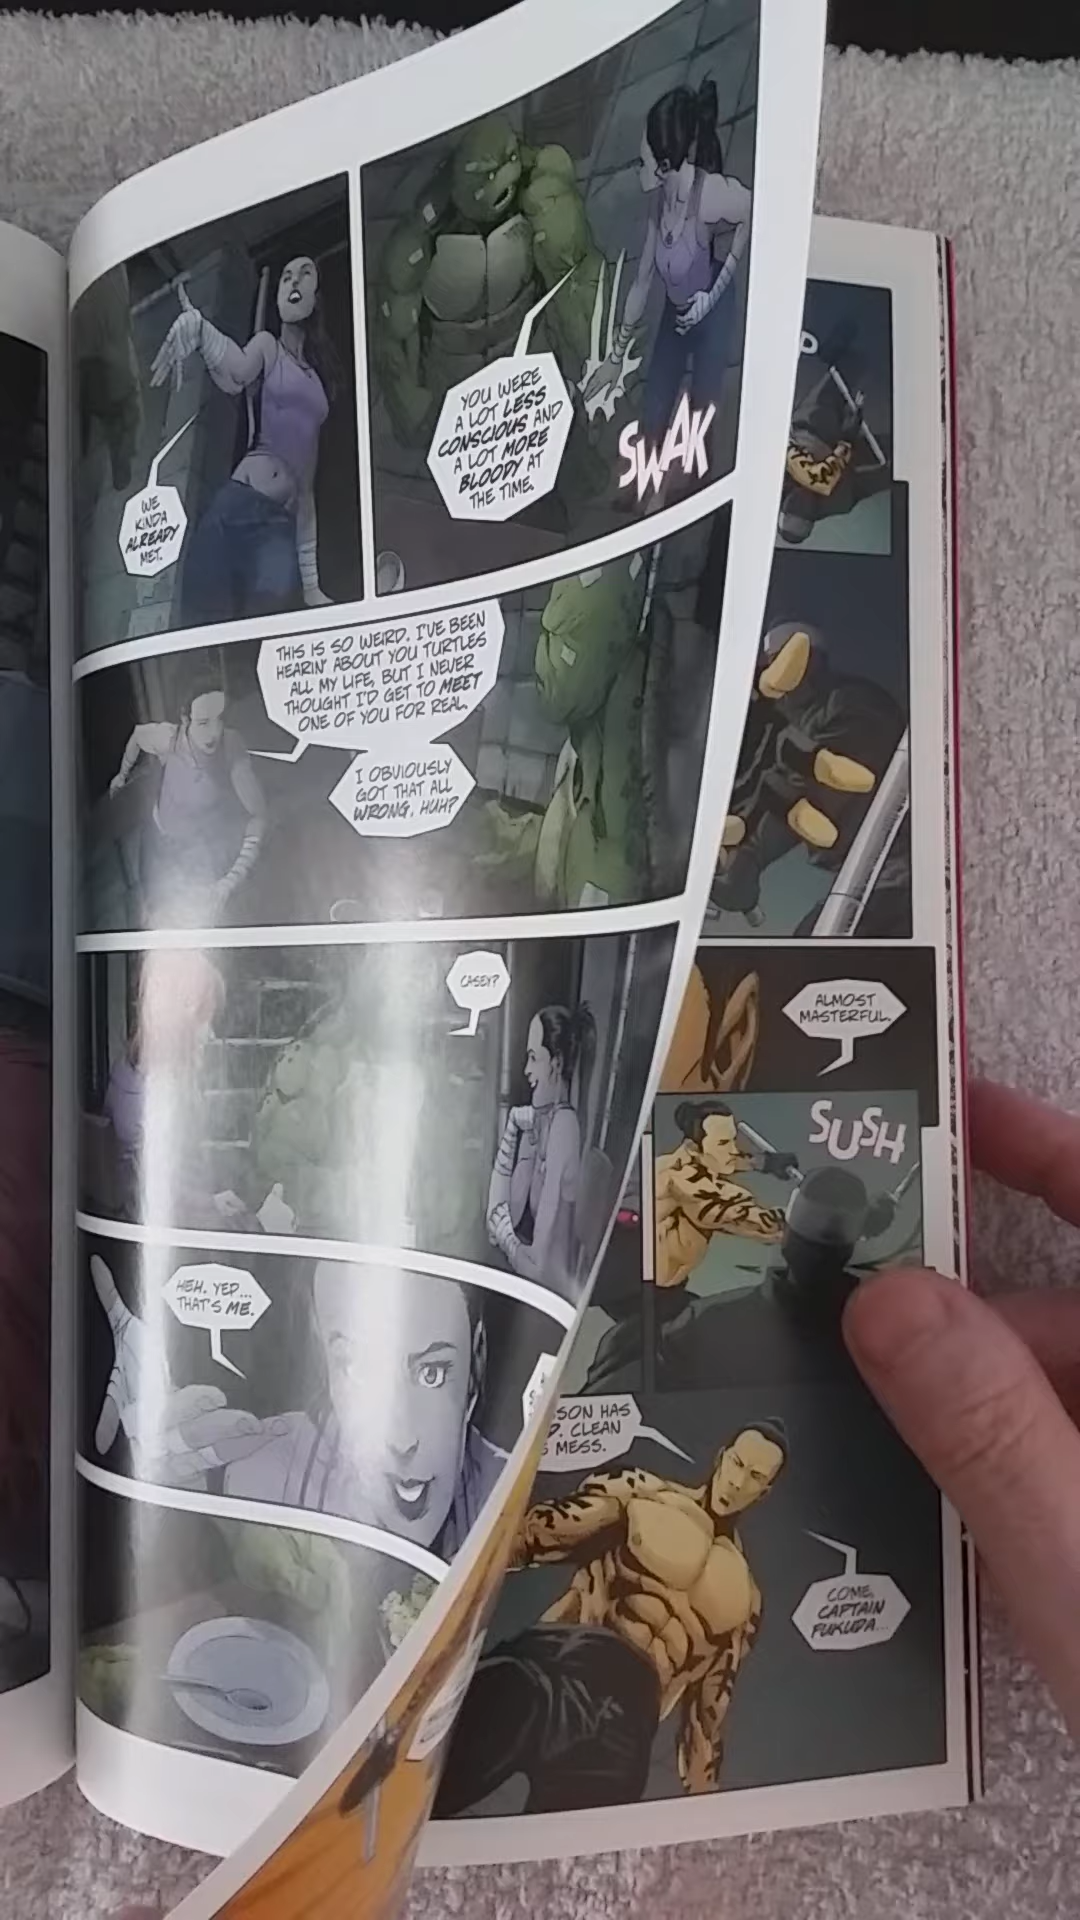 WE
KINDA
ALREADY
MET.
YOU WERE
A LOT LESS
CONSCIOUS AND
A LOT MORE
BLOODY AT
THE TIME.
SWAK
THIS IS SO WEIRD. I'VE BEEN
HEARIN' ABOUT YOU TURTLES
ALL MY LIFE, BUT I NEVER
THOUGHT I'D GET TO MEET
ONE OF YOU FOR REAL.
I OBVIOUSLY
GOT THAT ALL
WRONG, HUH?
CASEY?
HEH. YEP...
THAT'S ME.
ALMOST
MASTERFUL.
SUSH
SSON HAS
D. CLEAN
S MESS.
COME,
CAPTAIN
FUKUDA...